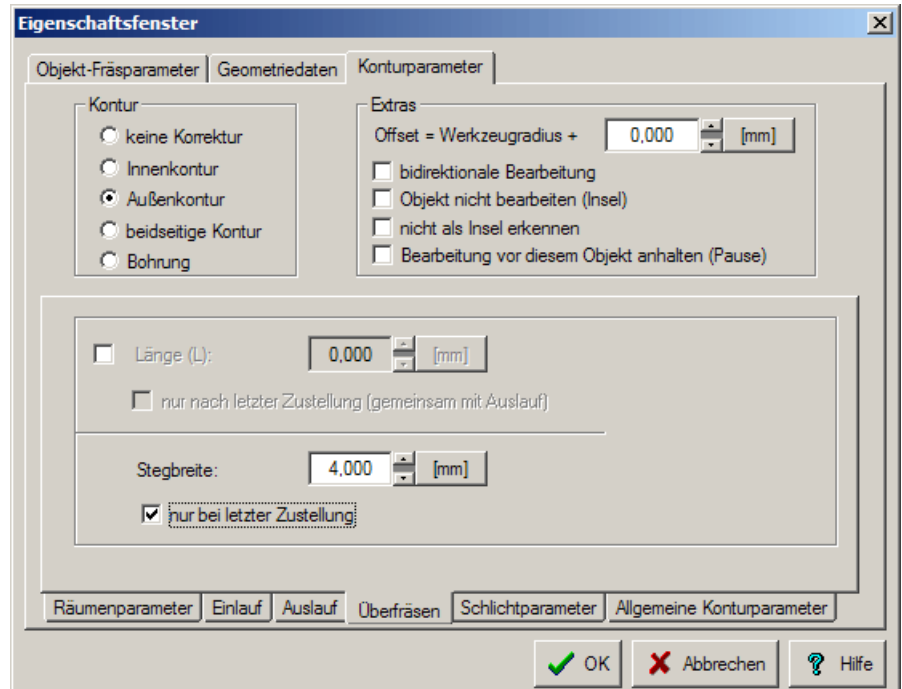 Eigenschaftsfenster
Objekt-Fräsparameter Geometriedaten Konturparameter
Kontur
keine Korrektur
Innenkontur
Außenkontur
beidseitige Kontur
Bohrung
Extras
Offset = Werkzeugradius + 0,000 [mm]
bidirektionale Bearbeitung
Objekt nicht bearbeiten (Insel)
nicht als Insel erkennen
Bearbeitung vor diesem Objekt anhalten (Pause)
Länge (L): 0,000 [mm]
nur nach letzter Zustellung (gemeinsam mit Auslauf)
Stegbreite: 4,000 [mm]
nur bei letzter Zustellung
Räumenparameter Einlauf Auslauf Überfräsen Schlichtparameter Allgemeine Konturparameter
OK Abbrechen Hilfe